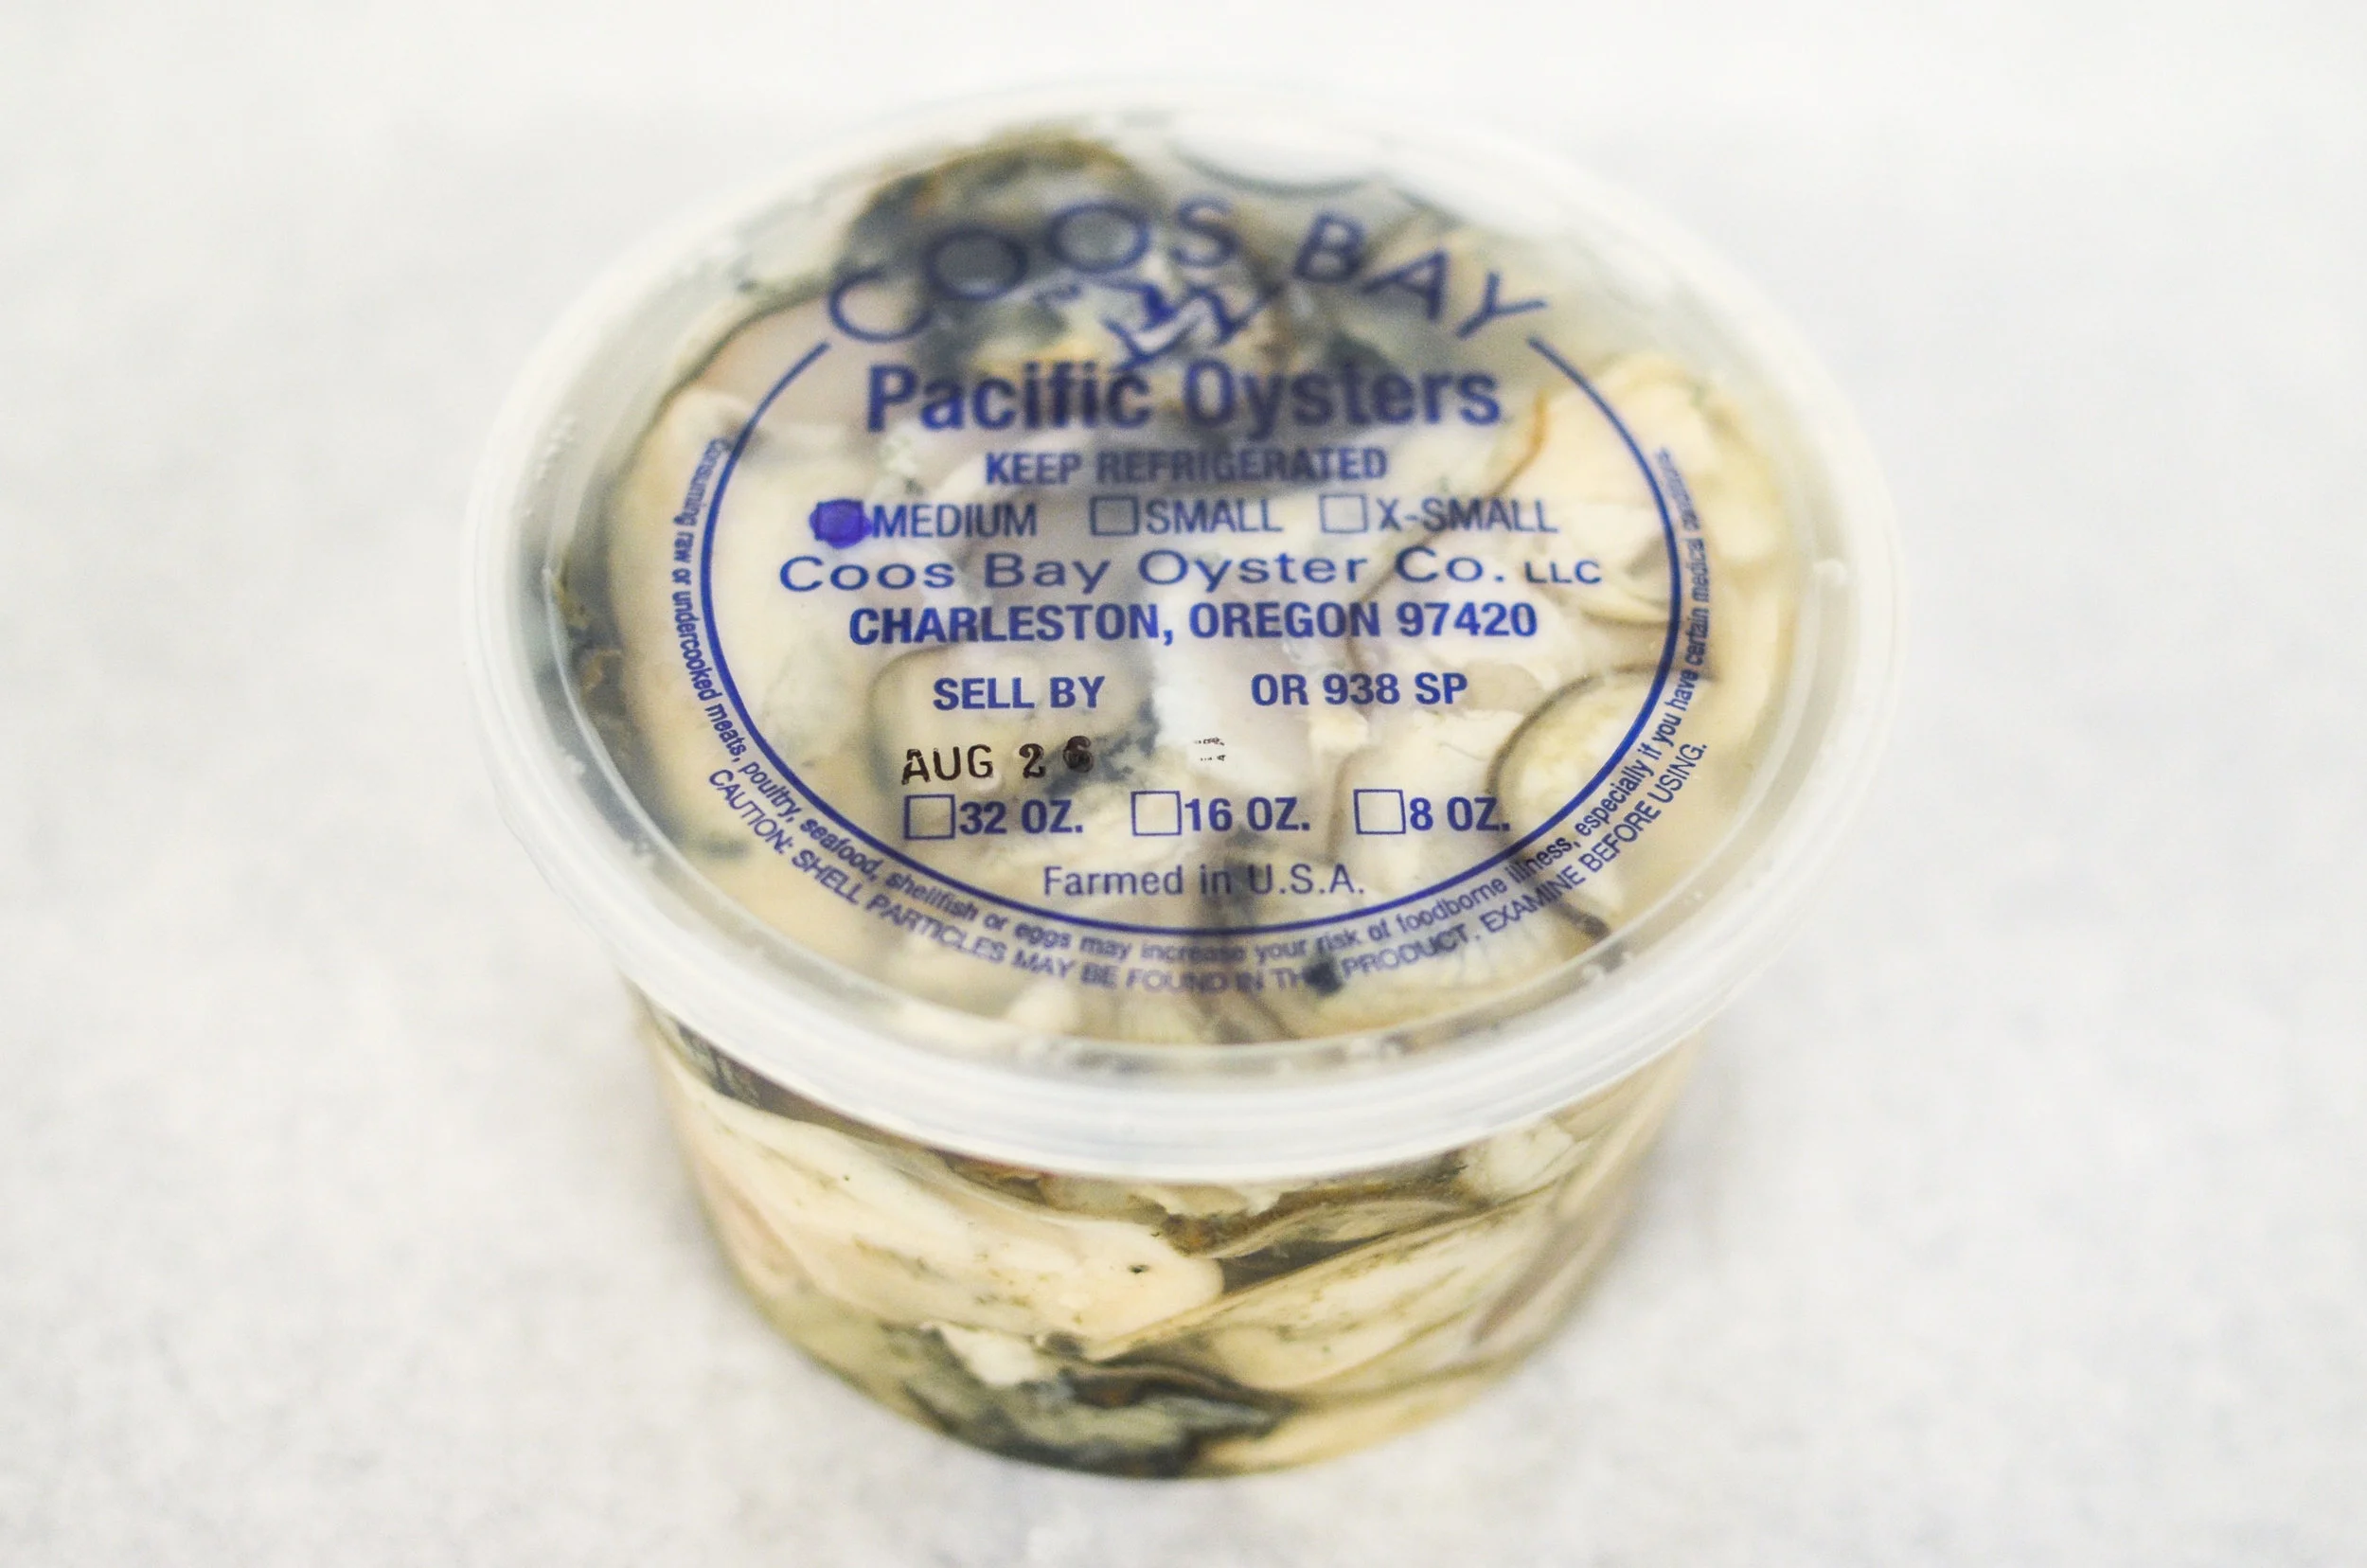 COOS BAY
Pacific Oysters
KEEP REFRIGERATED
MEDIUM SMALL X-SMALL
Coos Bay Oyster Co. LLC
CHARLESTON, OREGON 97420
SELL BY OR 938 SP
AUG 26
32 OZ. 16 OZ. 8 OZ.
Farmed in U.S.A.
Consuming raw or undercooked meats, poultry, seafood, shellfish or eggs may increase your risk of foodborne illness, especially if you have certain medical conditions.
CAUTION: SHELL PARTICLES MAY BE FOUND IN THIS PRODUCT. EXAMINE BEFORE USING.